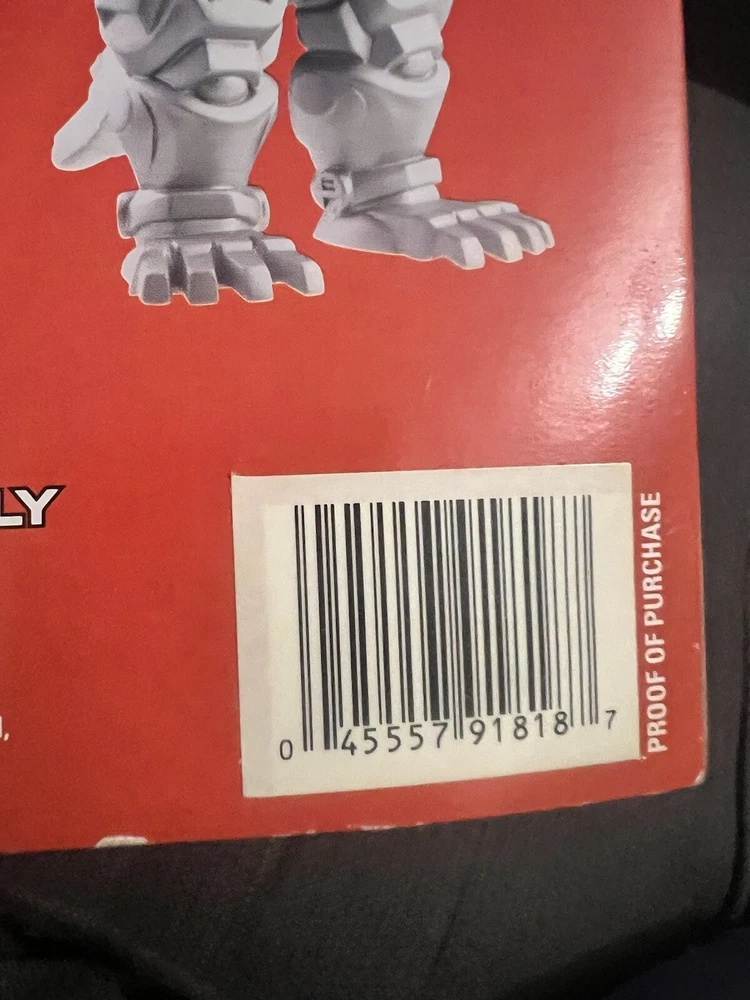 LY
0 45557 91818 7
PROOF OF PURCHASE